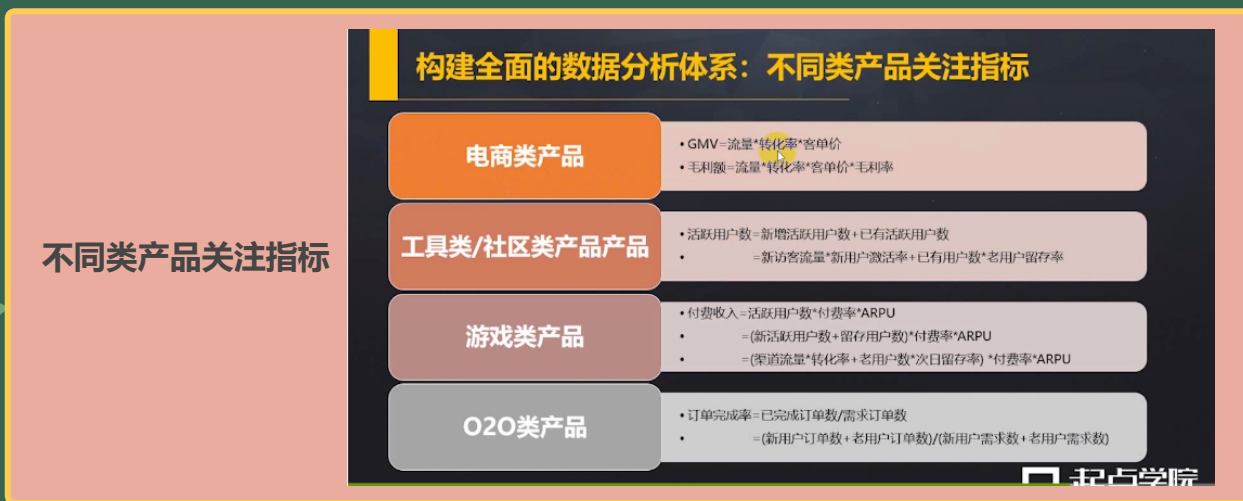 不同类产品关注指标
构建全面的数据分析体系：不同类产品关注指标
电商类产品
• GMV=流量*转化率*客单价
• 毛利额=流量*转化率*客单价*毛利率
工具类/社区类产品产品
• 活跃用户数=新增活跃用户数+已有活跃用户数
• =新访客流量*新用户激活率+已有用户数*老用户留存率
游戏类产品
• 付费收入=活跃用户数*付费率*ARPU
• =(新活跃用户数+留存用户数)*付费率*ARPU
• =(渠道流量*转化率+老用户数*次日留存率) *付费率*ARPU
O2O类产品
• 订单完成率=已完成订单数/需求订单数
• =(新用户订单数+老用户订单数)/(新用户需求数+老用户需求数)
起点学院